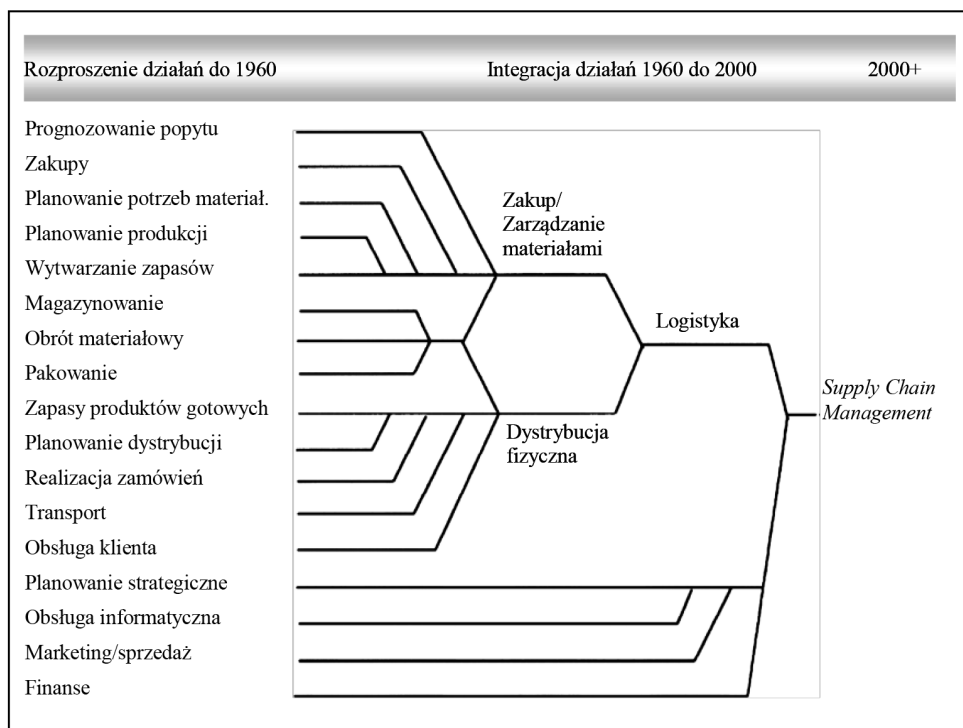 Rozproszenie działań do 1960 Integracja działań 1960 do 2000 2000+
Prognozowanie popytu
Zakupy
Planowanie potrzeb materiał.
Planowanie produkcji
Wytwarzanie zapasów
Magazynowanie
Obrót materiałowy
Pakowanie
Zapasy produktów gotowych
Planowanie dystrybucji
Realizacja zamówień
Transport
Obsługa klienta
Planowanie strategiczne
Obsługa informatyczna
Marketing/sprzedaż
Finanse
Zakup/
Zarządzanie
materiałami
Dystrybucja
fizyczna
Logistyka
Supply Chain
Management